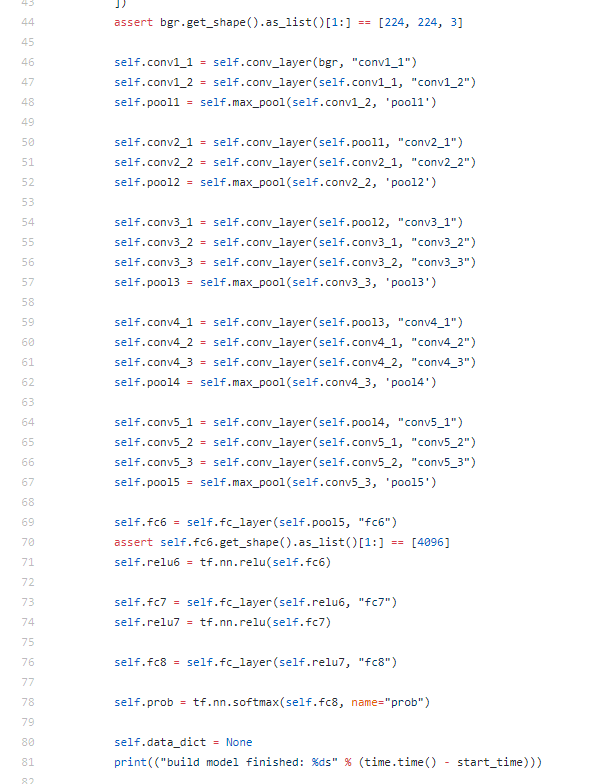 43 ])
44 assert bgr.get_shape().as_list()[1:] == [224, 224, 3]
45
46 self.conv1_1 = self.conv_layer(bgr, "conv1_1")
47 self.conv1_2 = self.conv_layer(self.conv1_1, "conv1_2")
48 self.pool1 = self.max_pool(self.conv1_2, 'pool1')
49
50 self.conv2_1 = self.conv_layer(self.pool1, "conv2_1")
51 self.conv2_2 = self.conv_layer(self.conv2_1, "conv2_2")
52 self.pool2 = self.max_pool(self.conv2_2, 'pool2')
53
54 self.conv3_1 = self.conv_layer(self.pool2, "conv3_1")
55 self.conv3_2 = self.conv_layer(self.conv3_1, "conv3_2")
56 self.conv3_3 = self.conv_layer(self.conv3_2, "conv3_3")
57 self.pool3 = self.max_pool(self.conv3_3, 'pool3')
58
59 self.conv4_1 = self.conv_layer(self.pool3, "conv4_1")
60 self.conv4_2 = self.conv_layer(self.conv4_1, "conv4_2")
61 self.conv4_3 = self.conv_layer(self.conv4_2, "conv4_3")
62 self.pool4 = self.max_pool(self.conv4_3, 'pool4')
63
64 self.conv5_1 = self.conv_layer(self.pool4, "conv5_1")
65 self.conv5_2 = self.conv_layer(self.conv5_1, "conv5_2")
66 self.conv5_3 = self.conv_layer(self.conv5_2, "conv5_3")
67 self.pool5 = self.max_pool(self.conv5_3, 'pool5')
68
69 self.fc6 = self.fc_layer(self.pool5, "fc6")
70 assert self.fc6.get_shape().as_list()[1:] == [4096]
71 self.relu6 = tf.nn.relu(self.fc6)
72
73 self.fc7 = self.fc_layer(self.relu6, "fc7")
74 self.relu7 = tf.nn.relu(self.fc7)
75
76 self.fc8 = self.fc_layer(self.relu7, "fc8")
77
78 self.prob = tf.nn.softmax(self.fc8, name="prob")
79
80 self.data_dict = None
81 print(("build model finished: %ds" % (time.time() - start_time)))
82